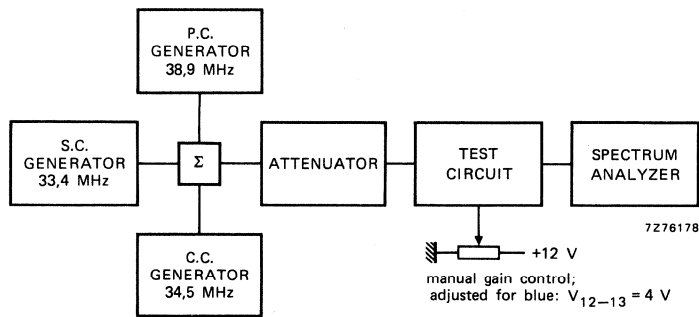 P.C.
GENERATOR
38,9 MHz
S.C.
GENERATOR
33,4 MHz
Σ
ATTENUATOR
TEST
CIRCUIT
SPECTRUM
ANALYZER
7Z76178
C.C.
GENERATOR
34,5 MHz
+12 V
manual gain control;
adjusted for blue: V12–13 = 4 V